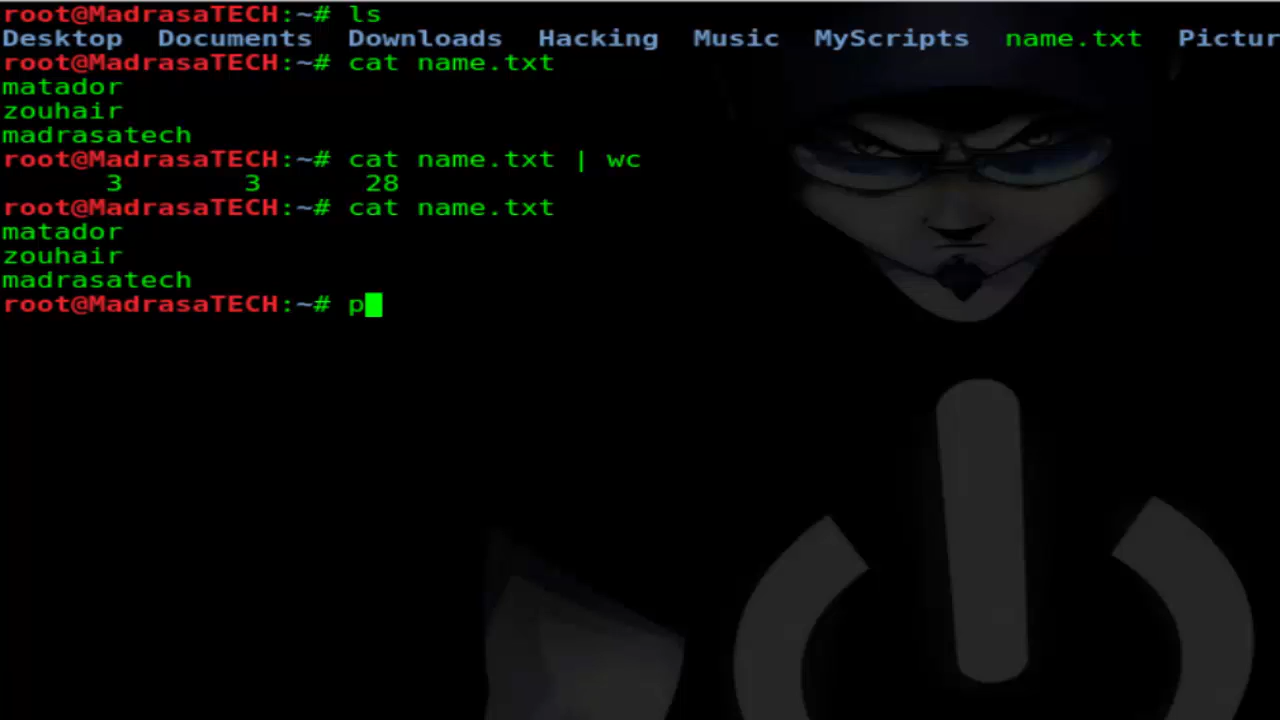 root@MadrasaTECH:~# ls
Desktop Documents Downloads Hacking Music MyScripts name.txt Pictur
root@MadrasaTECH:~# cat name.txt
matador
zouhair
madrasatech
root@MadrasaTECH:~# cat name.txt | wc
3 3 28
root@MadrasaTECH:~# cat name.txt
matador
zouhair
madrasatech
root@MadrasaTECH:~# p